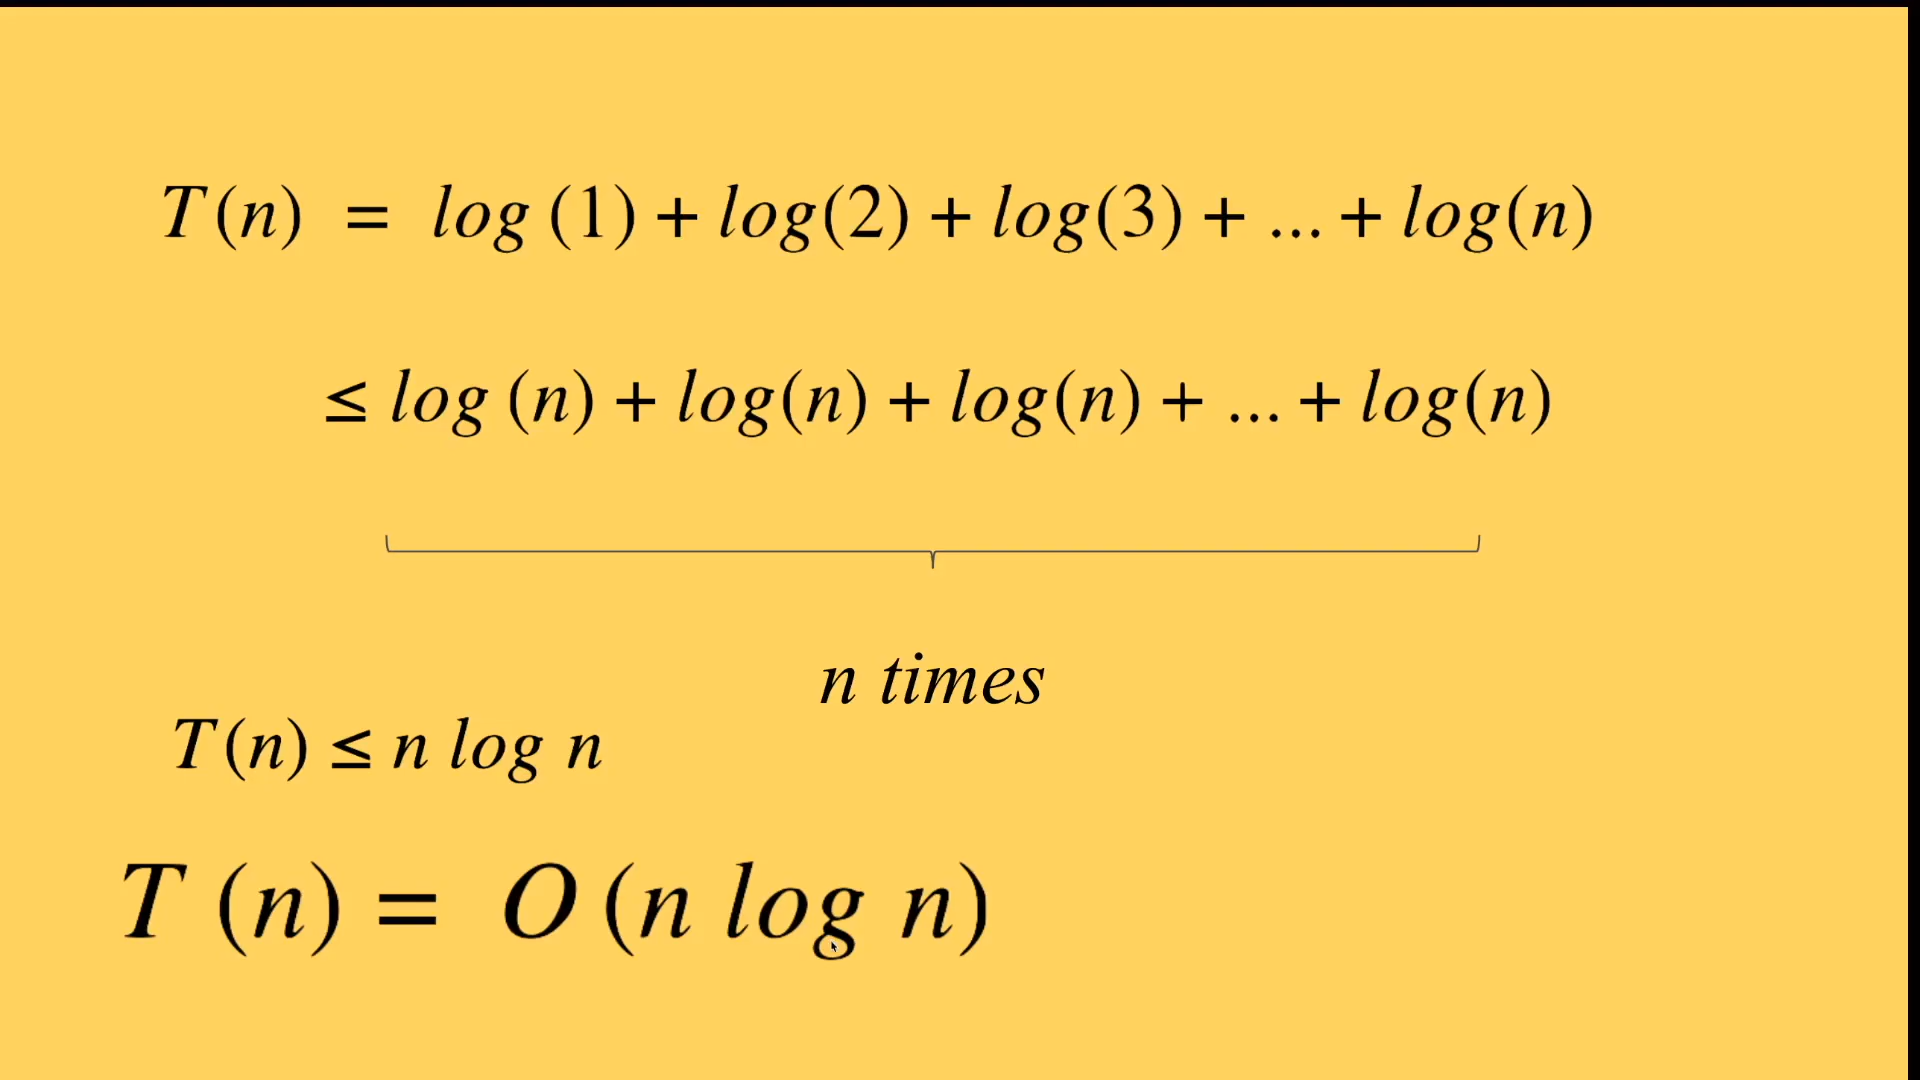 T(n) = log (1) + log(2) + log(3) + ... + log(n)
≤ log (n) + log(n) + log(n) + ... + log(n)
n times
T(n) ≤ n log n
T (n) = O (n log n)